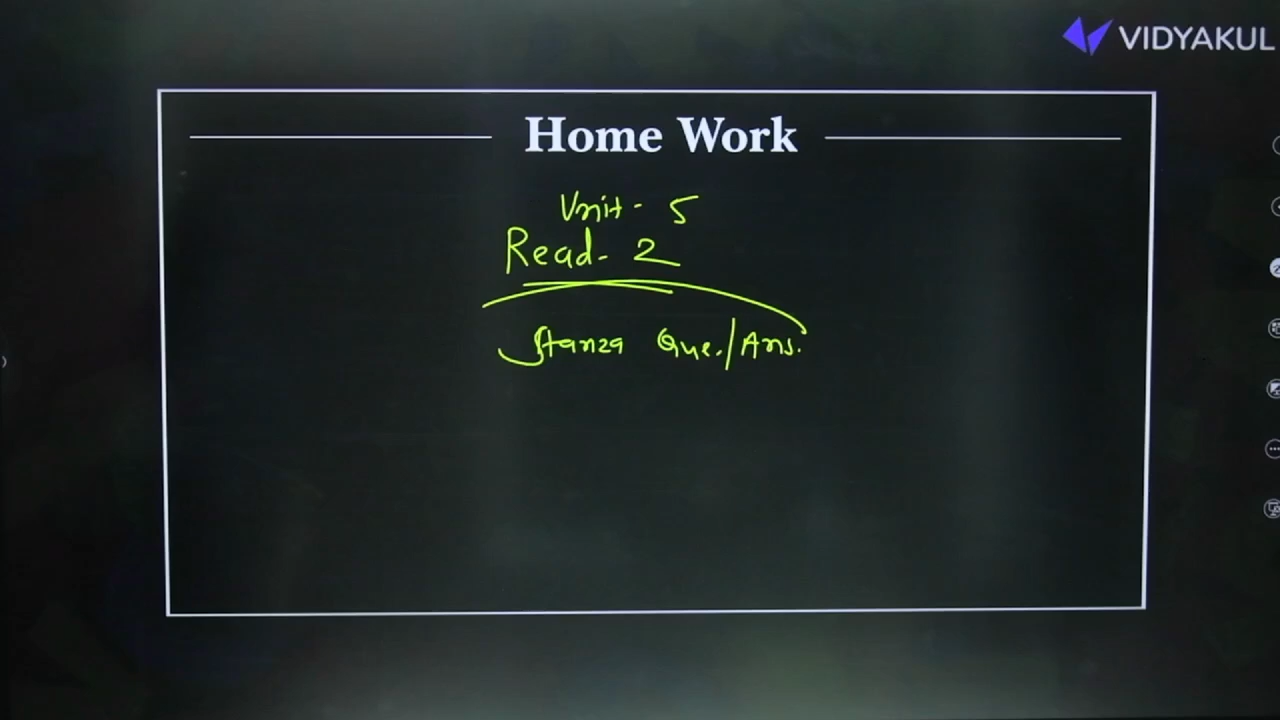 VIDYAKUL
Home Work
Unit - 5
Read - 2
Stanza Que./Ans.